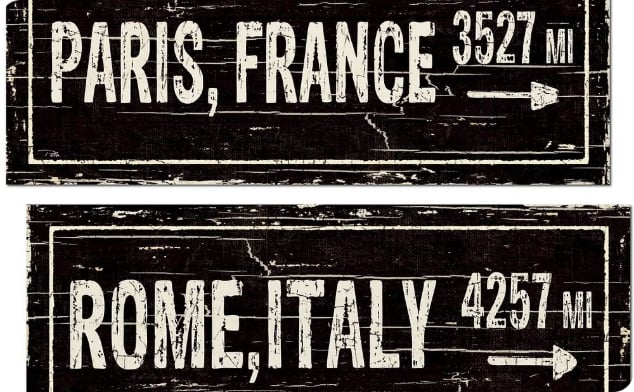 PARIS, FRANCE 3527 MI
ROME, ITALY 4257 MI